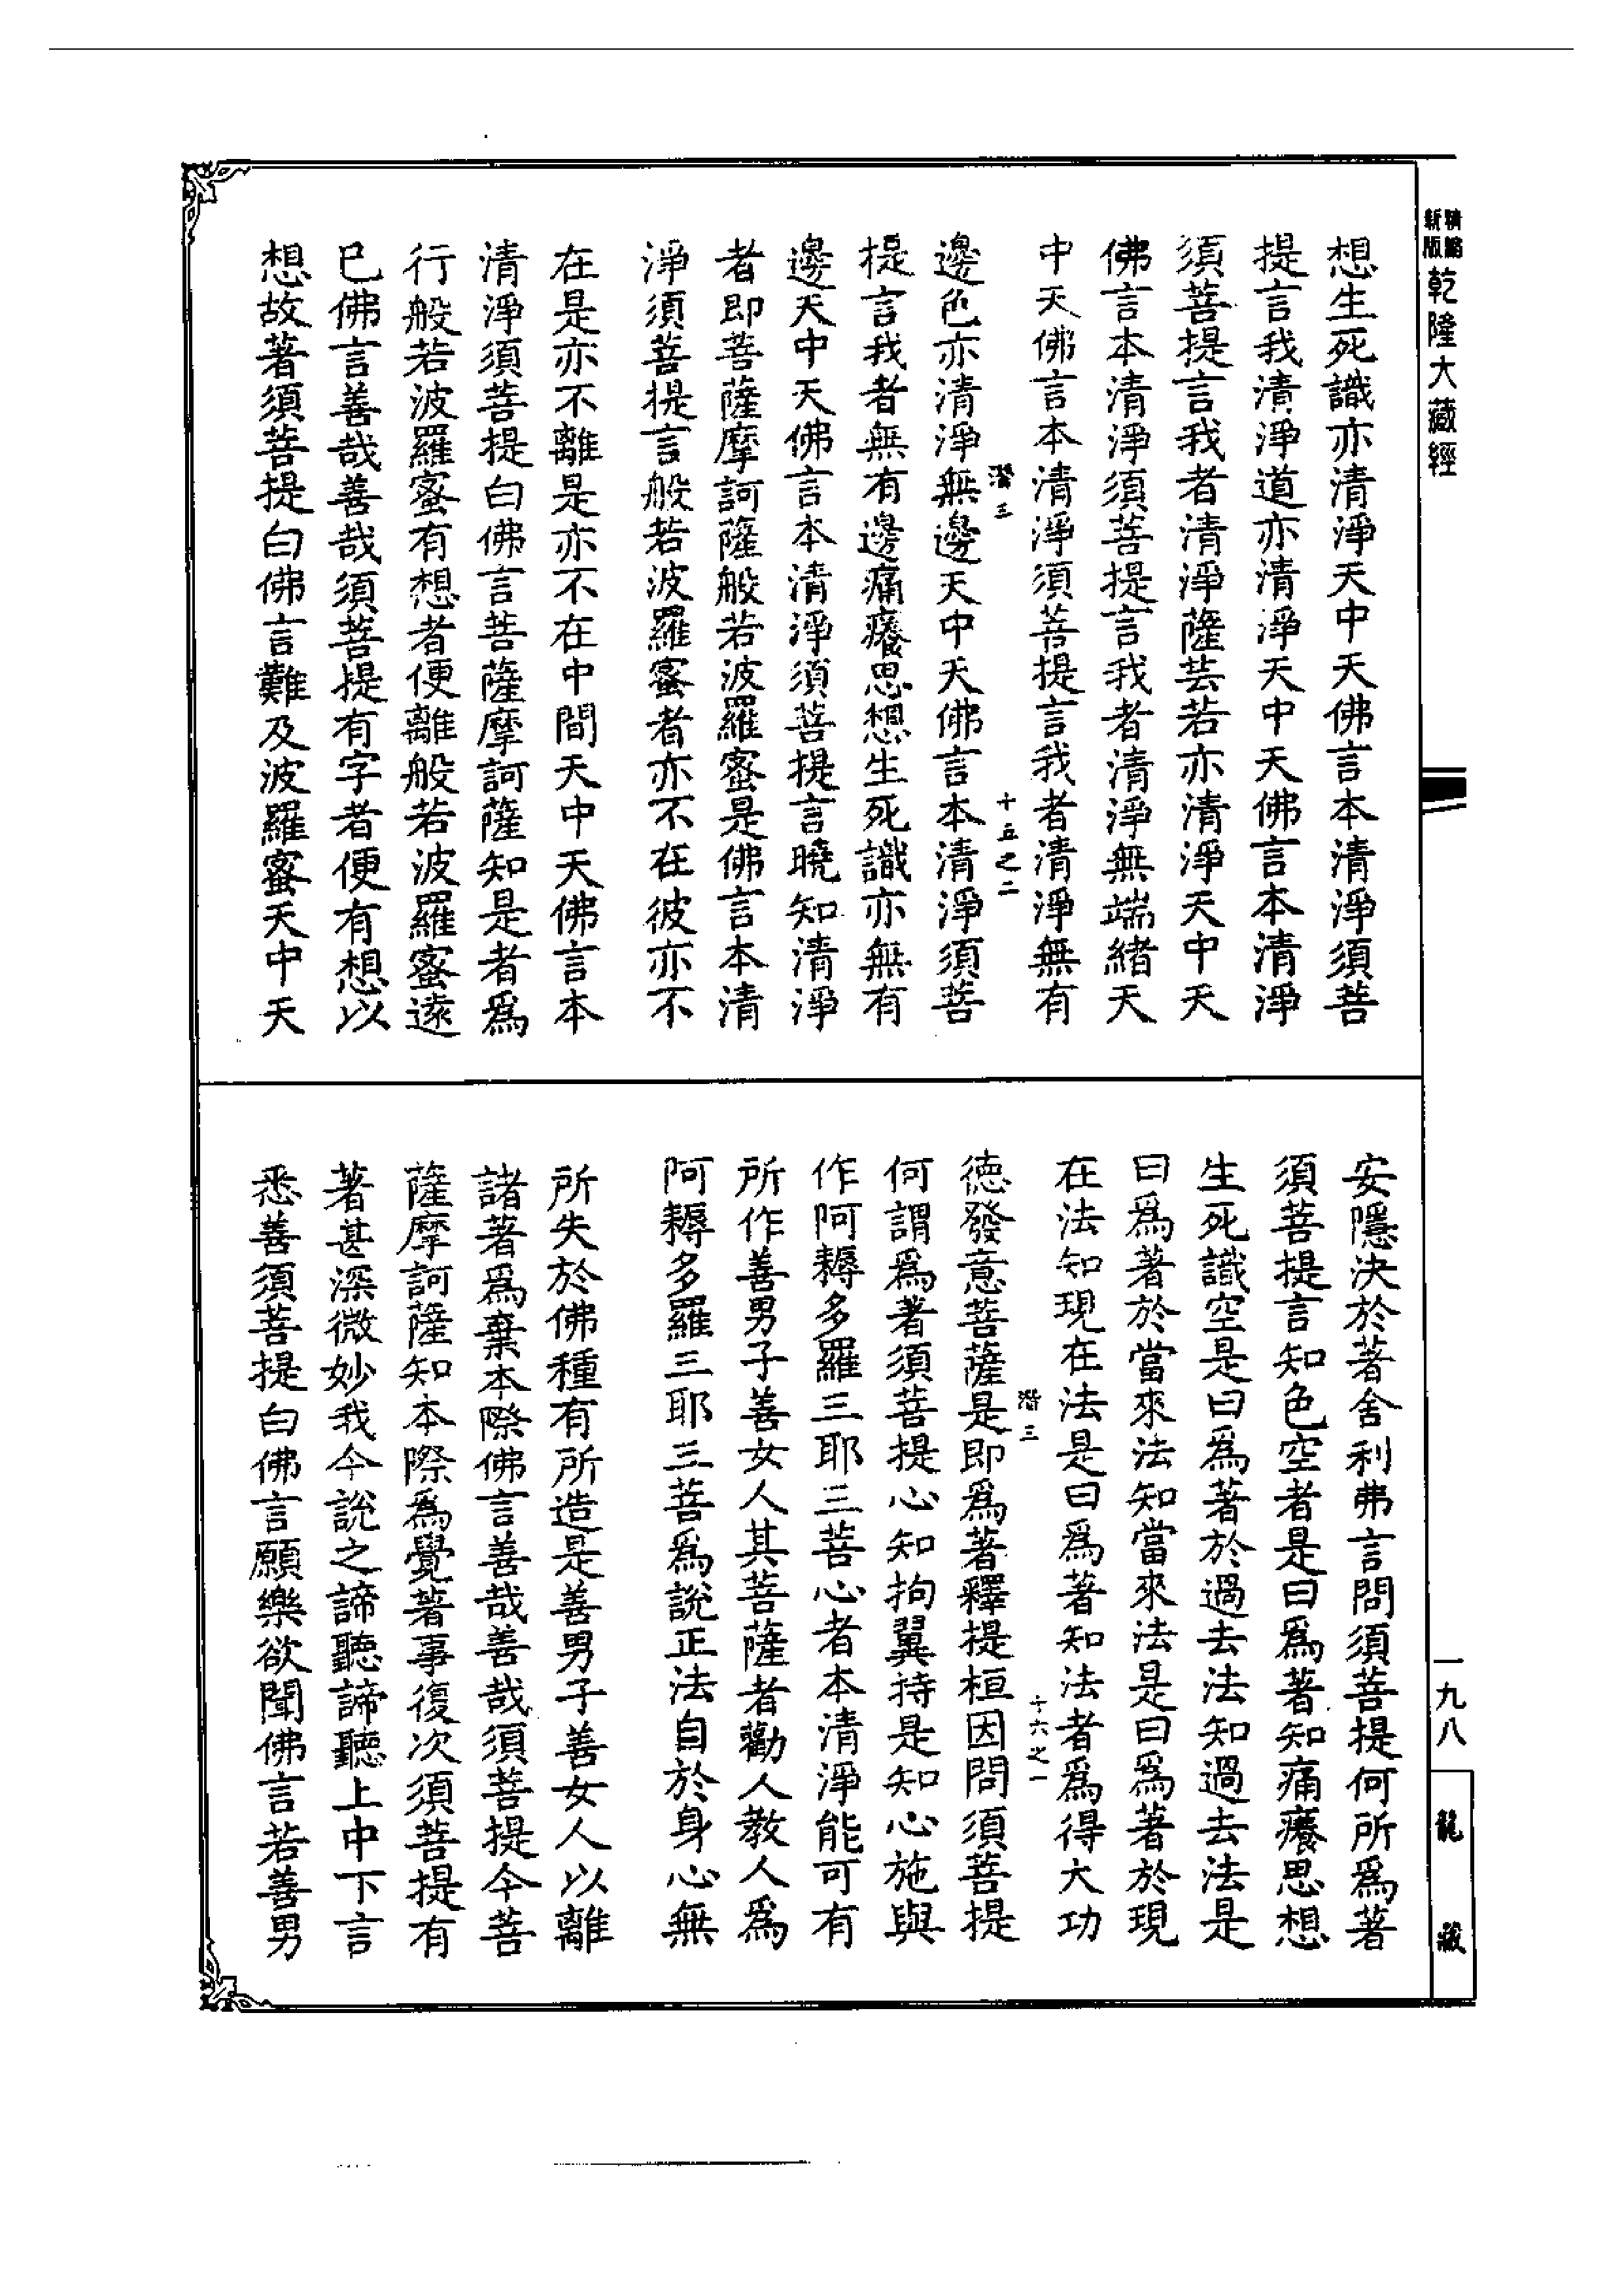 精縮新版
乾隆大藏經
想生死識亦清淨天中天佛言本清淨須菩
提言我清淨道亦清淨天中天佛言本清淨
須菩提言我者清淨薩芸若亦清淨天中天
佛言本清淨須菩提言我者清淨無端緒天
中天佛言本清淨須菩提言我者清淨無有
潛三 十五之二
邊色亦清淨無邊天中天佛言本清淨須菩
提言我者無有邊痛癢思想生死識亦無有
邊天中天佛言本清淨須菩提言曉知清淨
者即菩薩摩訶薩般若波羅蜜是佛言本清
淨須菩提言般若波羅蜜者亦不在彼亦不
在是亦不離是亦不在中間天中天佛言本
清淨須菩提白佛言菩薩摩訶薩知是者為
行般若波羅蜜有想者便離般若波羅蜜遠
已佛言善哉善哉須菩提有字者便有想以
想故著須菩提白佛言難及波羅蜜天中天
安隱決於著舍利弗言問須菩提何所為著
須菩提言知色空者是曰為著知痛癢思想
生死識空是曰為著於過去法知過去法是
曰為著於當來法知當來法是曰為著於現
在法知現在法是曰為著知法者為得大功
潛三 十六之一
德發意菩薩是即為著釋提桓因問須菩提
何謂為著須菩提心知拘翼持是知心施與
作阿耨多羅三耶三菩心者本清淨能可有
所作善男子善女人其菩薩者勸人教人為
阿耨多羅三耶三菩為說正法自於身心無
所失於佛種有所造是善男子善女人以離
諸著為棄本際佛言善哉善哉須菩提今菩
薩摩訶薩知本際為覺著事復次須菩提有
著甚深微妙我今說之諦聽諦聽上中下言
悉善須菩提白佛言願樂欲聞佛言若善男
一九八
龍藏